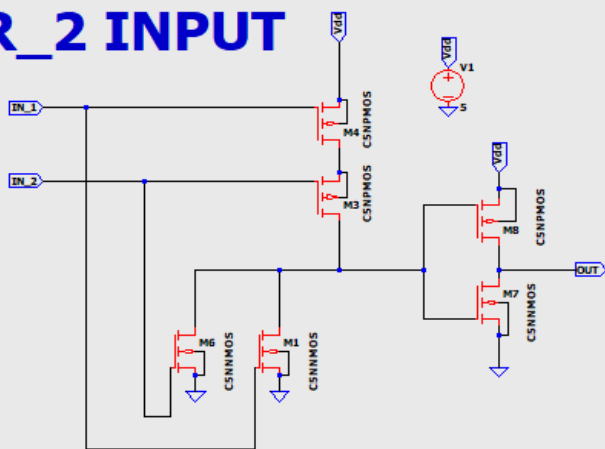 R_2 INPUT
Vdd
Vdd
V1
5
IN_1
M4
C5NPMOS
IN_2
M3
C5NPMOS
Vdd
M8
C5NPMOS
OUT
M7
C5NNMOS
M6
C5NNMOS
M1
C5NNMOS